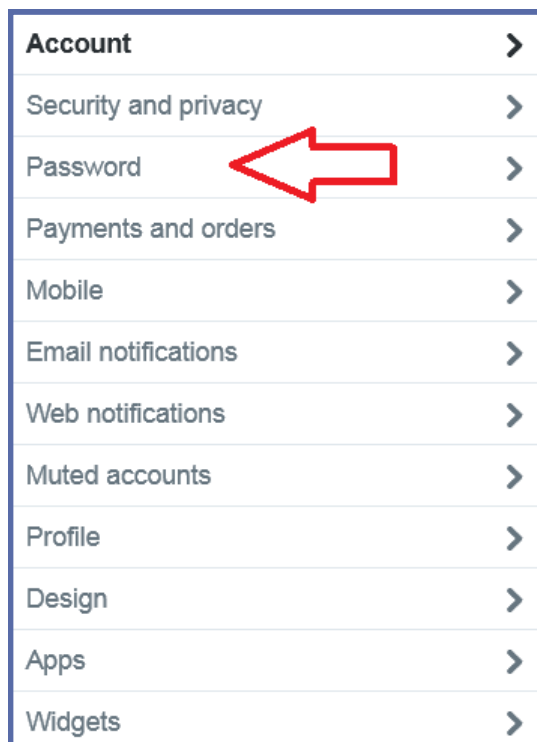 Account
Security and privacy
Password
Payments and orders
Mobile
Email notifications
Web notifications
Muted accounts
Profile
Design
Apps
Widgets